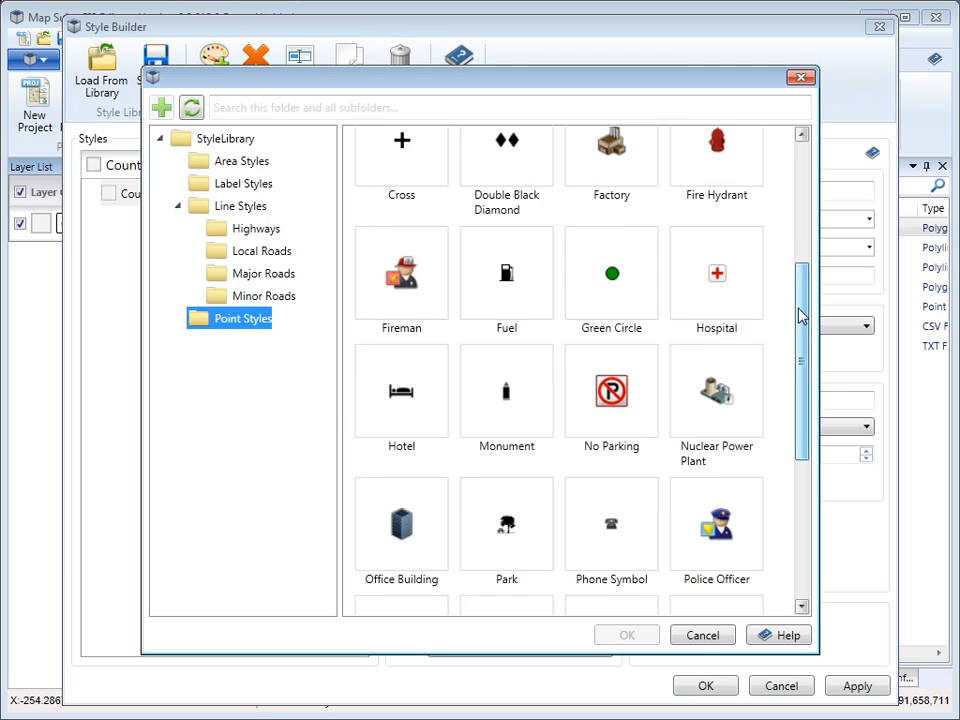 Map Su
Style Builder
Load From
Library
Style Libr
New
Project
Search this folder and all subfolders...
Styles
Count
Cou
Layer List
Layer
Type
Polyg
Polyli
Polyli
Polyg
Point
CSV F
TXT F
StyleLibrary
Area Styles
Label Styles
Line Styles
Highways
Local Roads
Major Roads
Minor Roads
Point Styles
Cross
Double Black
Diamond
Factory
Fire Hydrant
Fireman
Fuel
Green Circle
Hospital
Hotel
Monument
No Parking
Nuclear Power
Plant
Office Building
Park
Phone Symbol
Police Officer
OK
Cancel
Help
OK
Cancel
Apply
nf...
X:-254.286
91,658,711